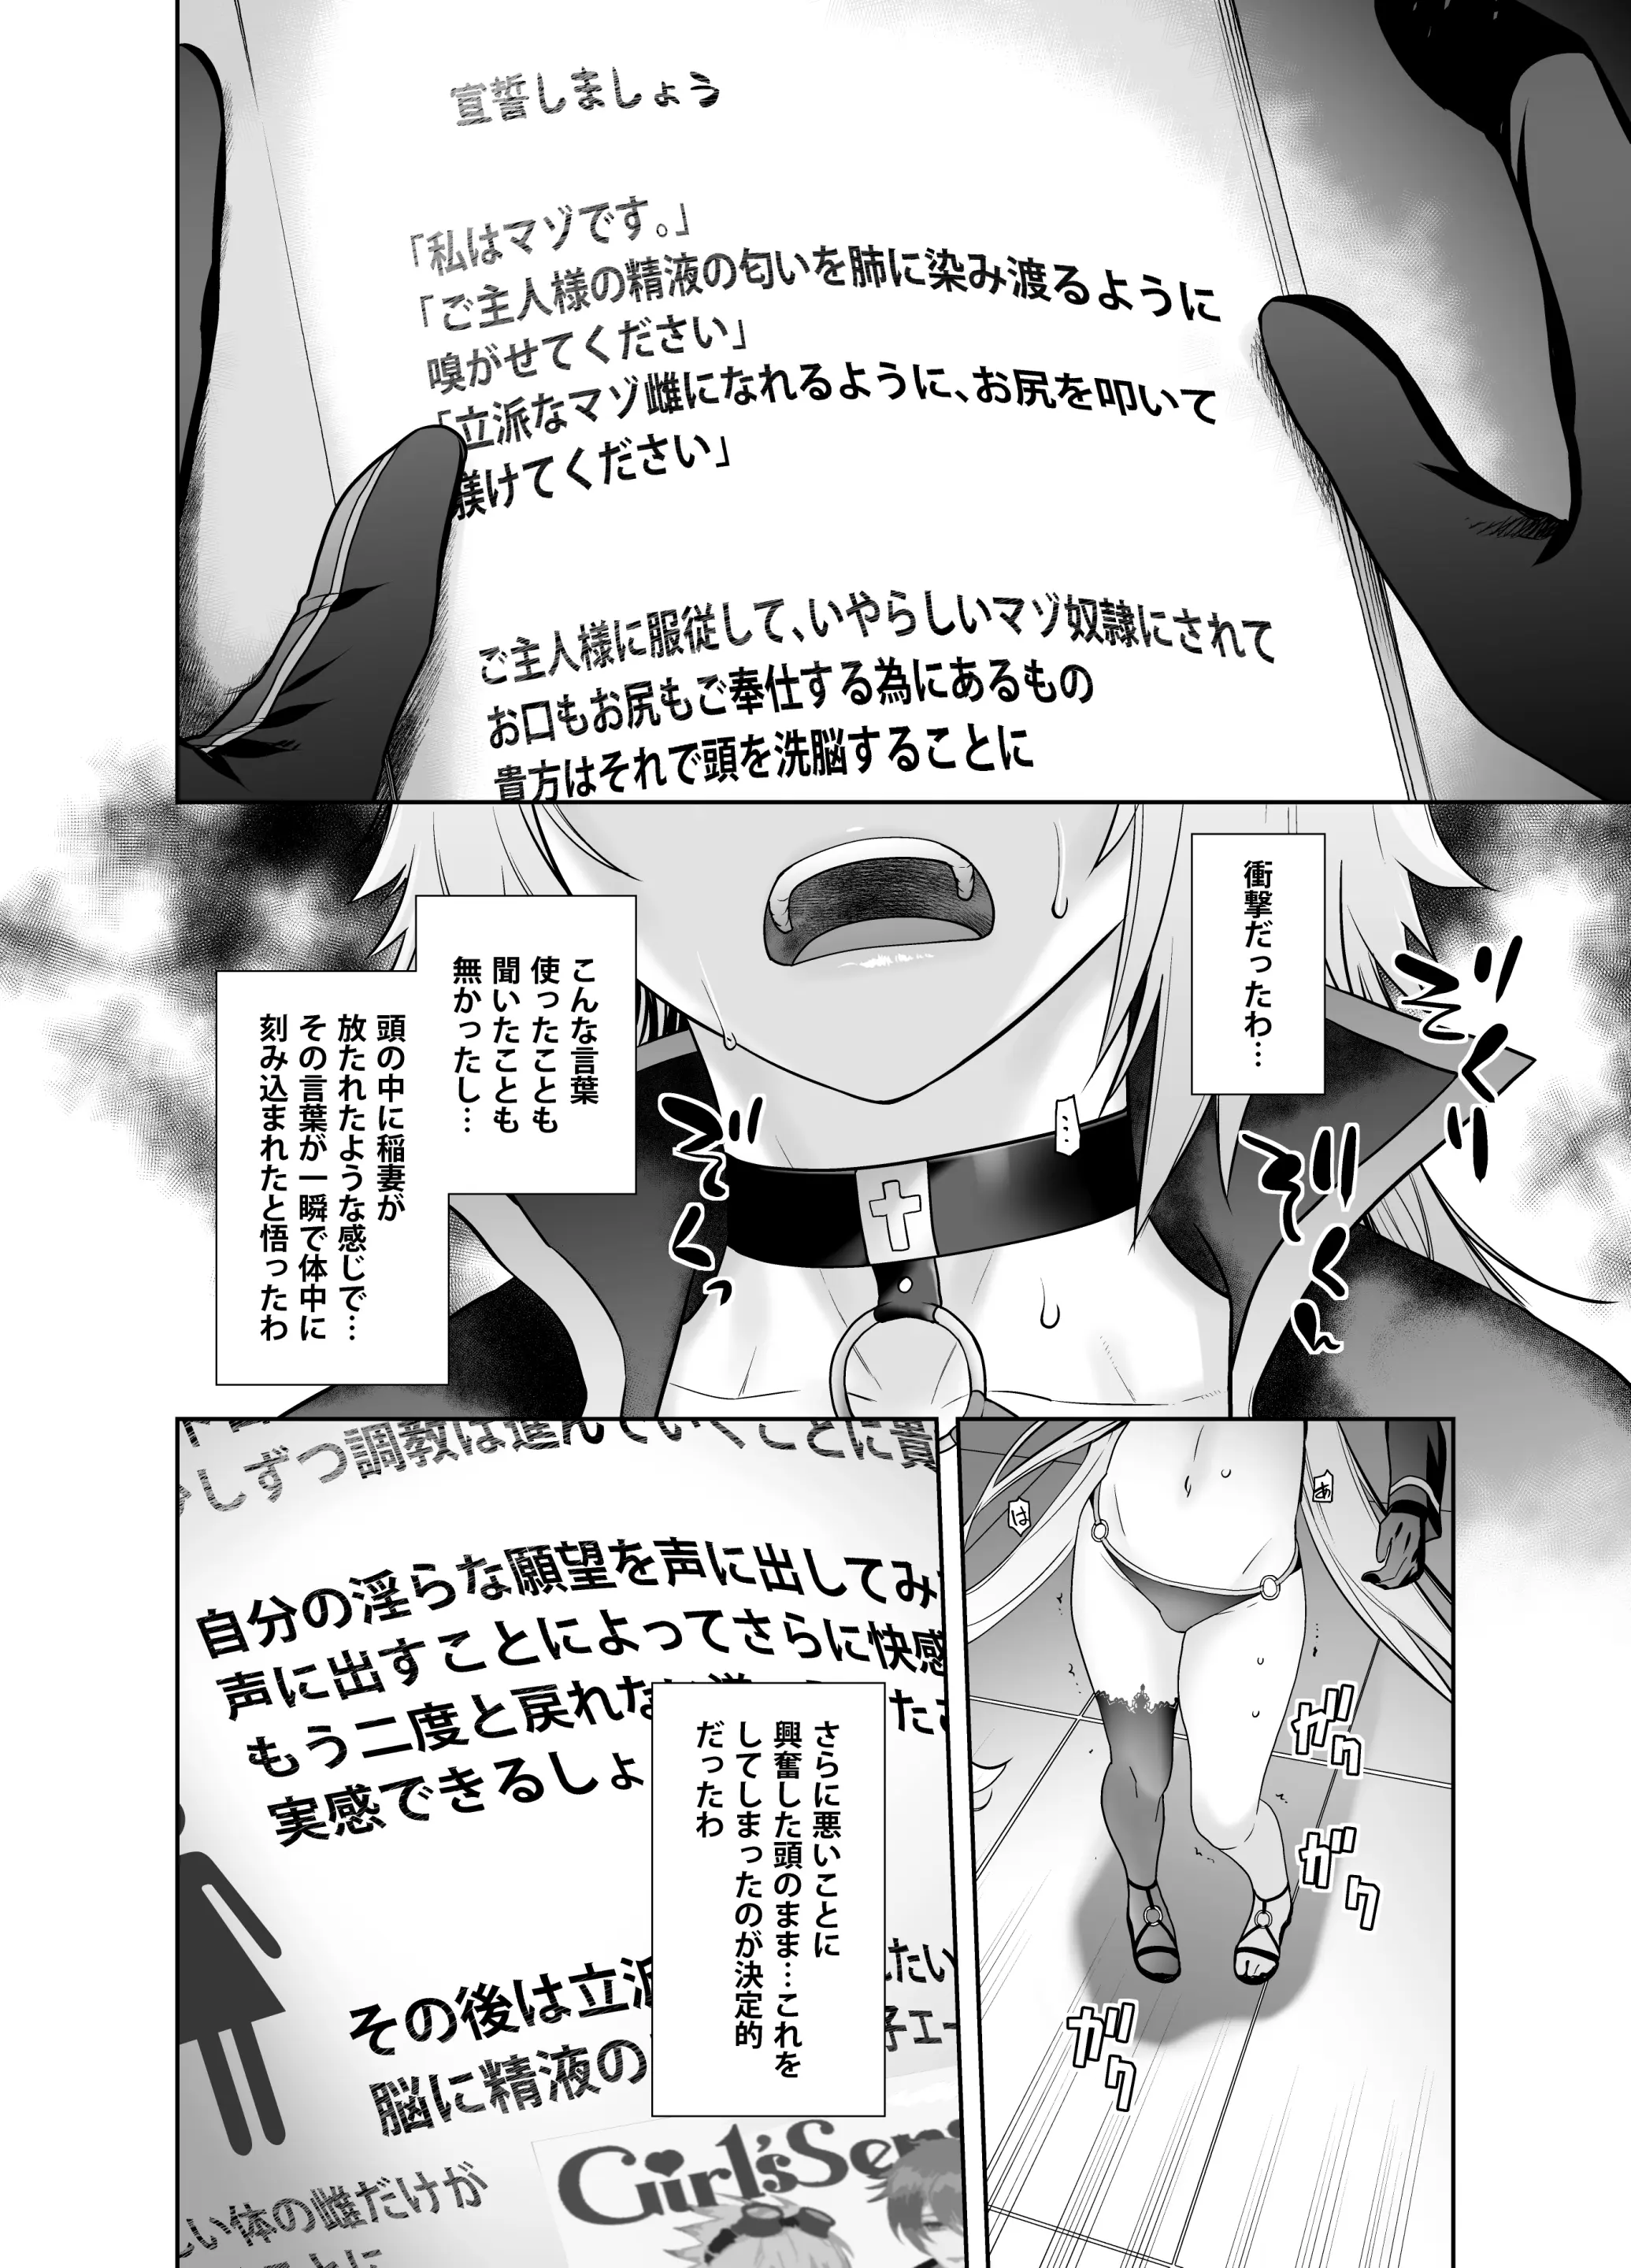 宣誓しましょう
「私はマゾです。」
「ご主人様の精液の匂いを肺に染み渡るように
嗅がせてください」
「立派なマゾ雌になれるように、お尻を叩いて
躾けてください」
ご主人様に服従して、いやらしいマゾ奴隷にされて
お口もお尻もご奉仕する為にあるもの
貴方はそれで頭を洗脳することに
衝撃だったわ…
こんな言葉
使ったことも
聞いたことも
無かったし…
頭の中に稲妻が
放たれたような感じで…
その言葉が一瞬で体中に
刻み込まれたと悟ったわ
ゾク
ゾク
ゾクン
は
あ
ガク
ガク
ガク
しずつ調教は進んでいくことに貴
自分の淫らな願望を声に出してみ
声に出すことによってさらに快感
もう二度と戻れな
実感できるしょ
さらに悪いことに
興奮した頭のまま…これを
してしまったのが決定的
だったわ
その後は立派
脳に精液の
たい
子エー
い体の雌だけが
ことに
Girl'sSen